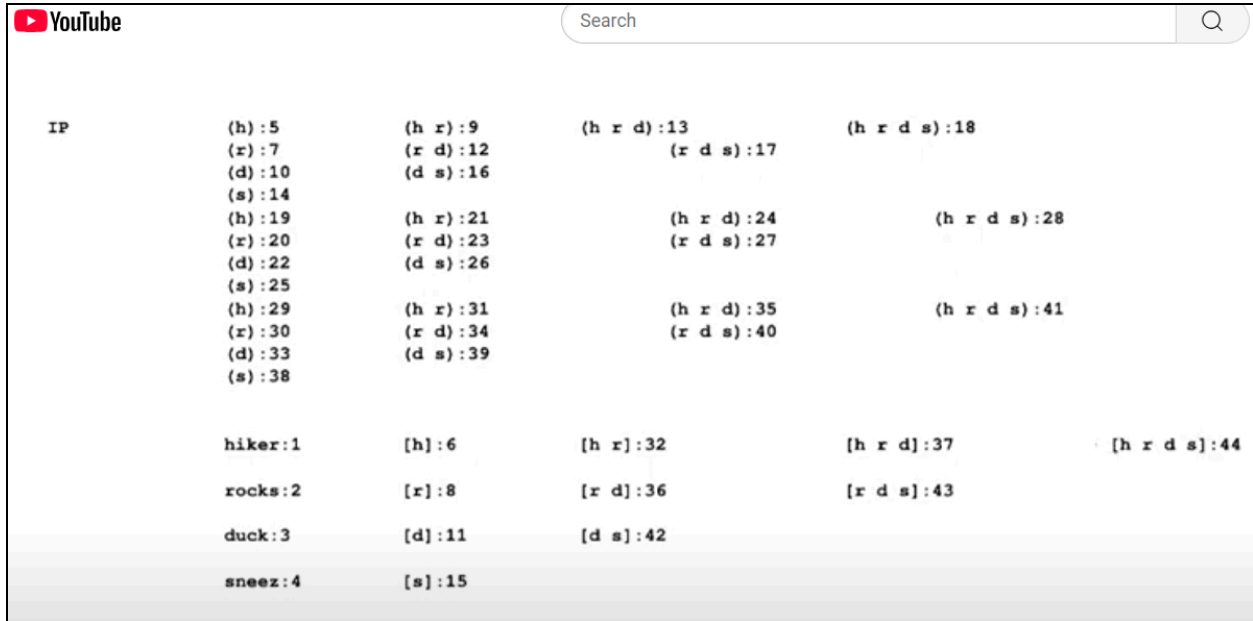 YouTube Search
IP (h):5 (h r):9 (h r d):13 (h r d s):18
(r):7 (r d):12 (r d s):17
(d):10 (d s):16
(s):14
(h):19 (h r):21 (h r d):24 (h r d s):28
(r):20 (r d):23 (r d s):27
(d):22 (d s):26
(s):25
(h):29 (h r):31 (h r d):35 (h r d s):41
(r):30 (r d):34 (r d s):40
(d):33 (d s):39
(s):38
hiker:1 [h]:6 [h r]:32 [h r d]:37 [h r d s]:44
rocks:2 [r]:8 [r d]:36 [r d s]:43
duck:3 [d]:11 [d s]:42
sneez:4 [s]:15